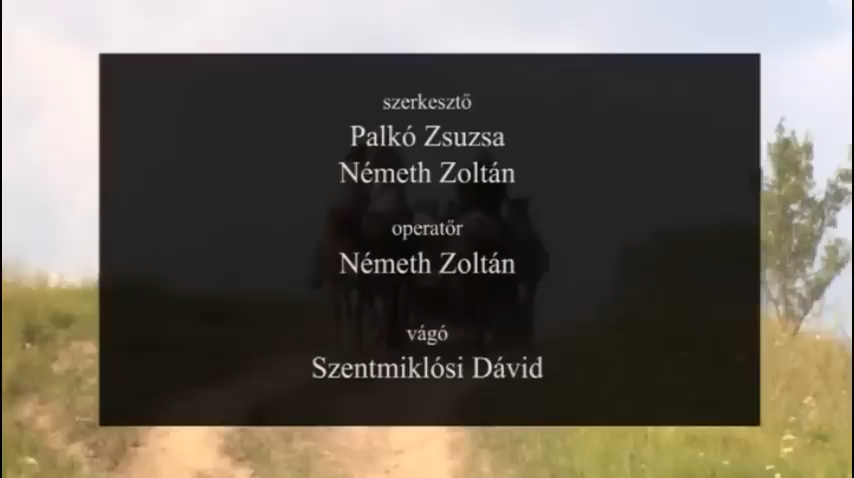 szerkesztő
Palkó Zsuzsa
Németh Zoltán
operatőr
Németh Zoltán
vágó
Szentmiklósi Dávid